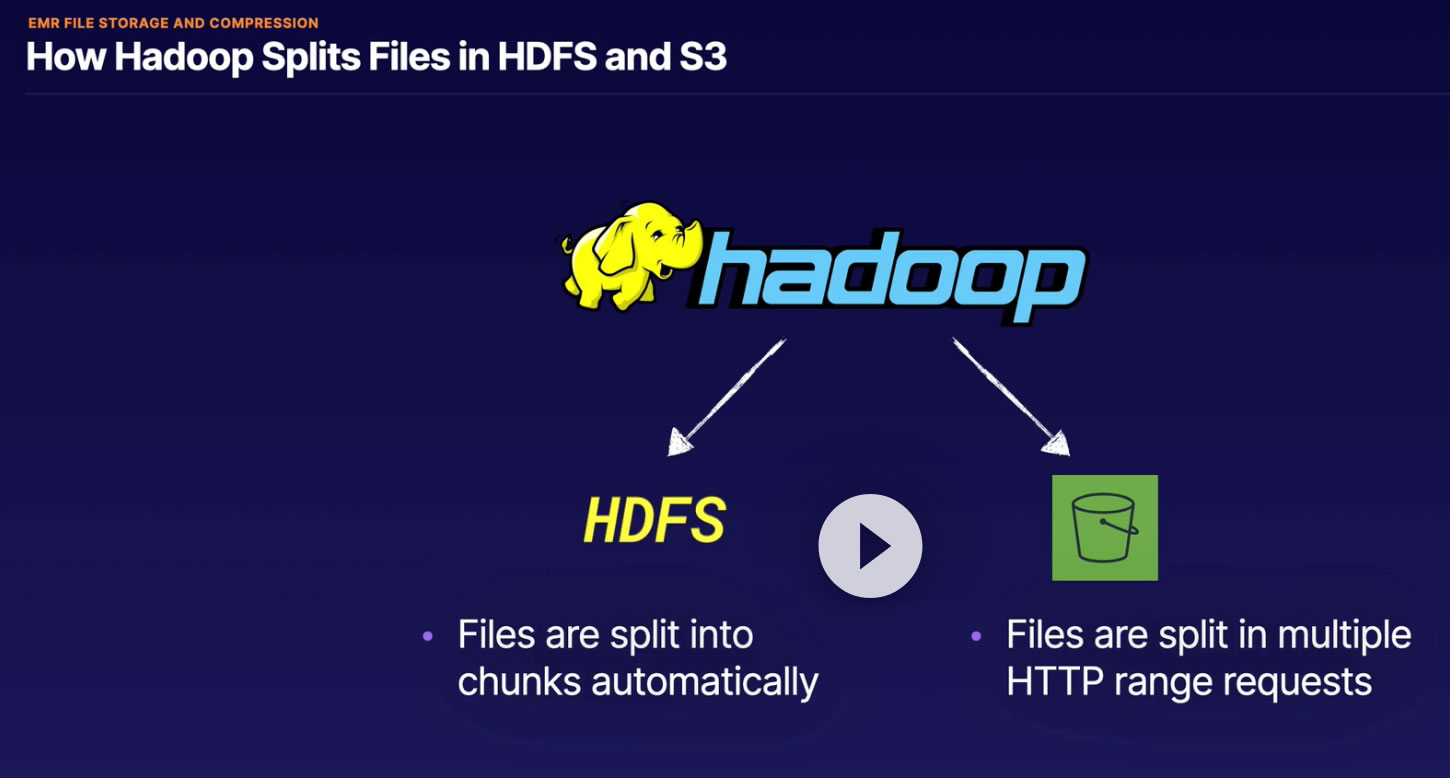 EMR FILE STORAGE AND COMPRESSION
How Hadoop Splits Files in HDFS and S3
hadoop
HDFS
• Files are split into
chunks automatically
• Files are split in multiple
HTTP range requests